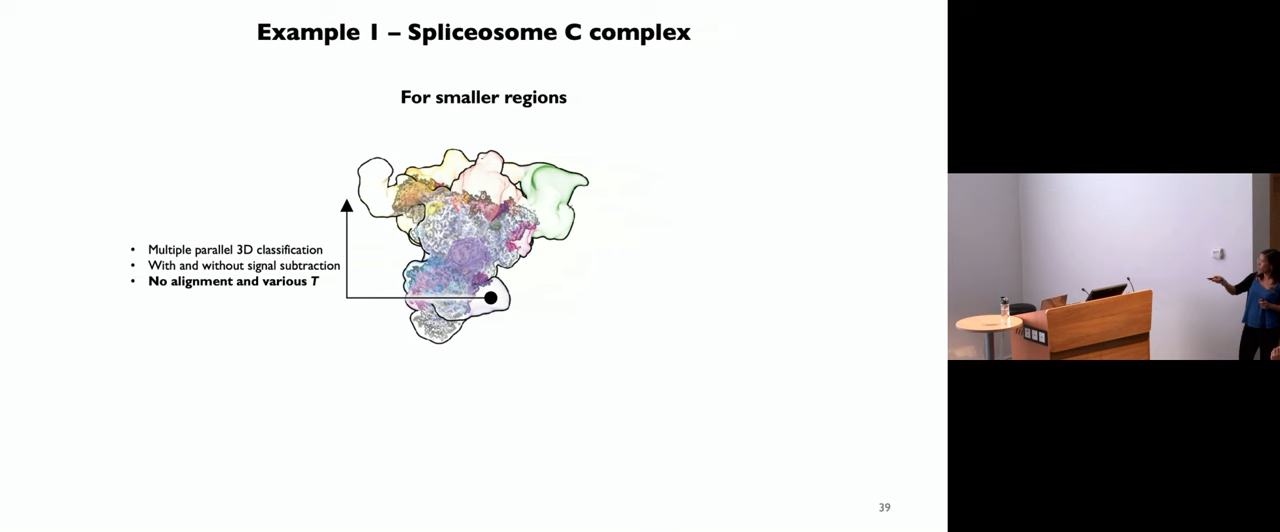 Example 1 – Spliceosome C complex
For smaller regions
• Multiple parallel 3D classification
• With and without signal subtraction
• No alignment and various T
39